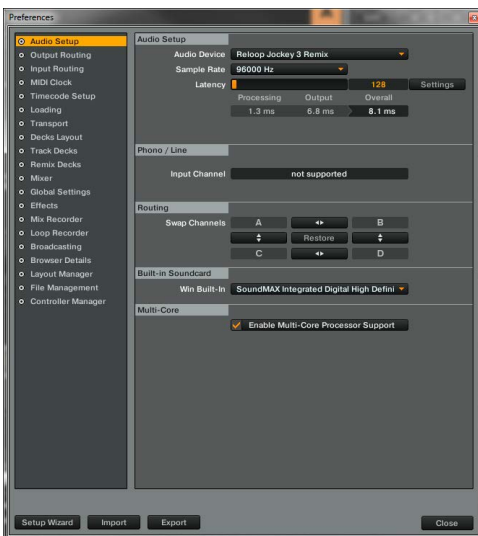 Preferences
Audio Setup
Output Routing
Input Routing
MIDI Clock
Timecode Setup
Loading
Transport
Decks Layout
Track Decks
Remix Decks
Mixer
Global Settings
Effects
Mix Recorder
Loop Recorder
Broadcasting
Browser Details
Layout Manager
File Management
Controller Manager
Audio Setup
Audio Device Reloop Jockey 3 Remix
Sample Rate 96000 Hz
Latency 128 Settings
Processing Output Overall
1.3 ms 6.8 ms 8.1 ms
Phono / Line
Input Channel not supported
Routing
Swap Channels A B
Restore
C D
Built-in Soundcard
Win Built-In SoundMAX Integrated Digital High Defini
Multi-Core
Enable Multi-Core Processor Support
Setup Wizard Import Export Close